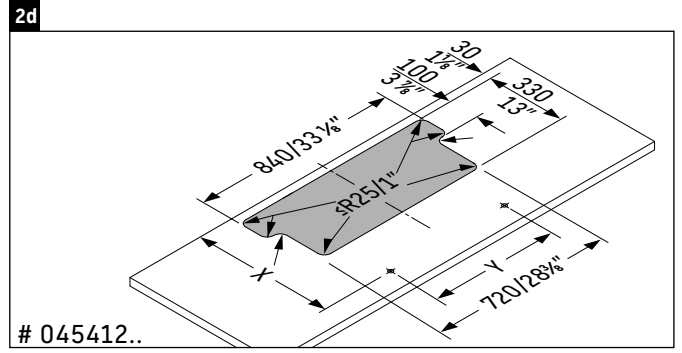 2d
30
1⅛"
100
3⅞"
330
13"
840/33⅛"
≤R25/1"
X
Y
720/28⅜"
# 045412..